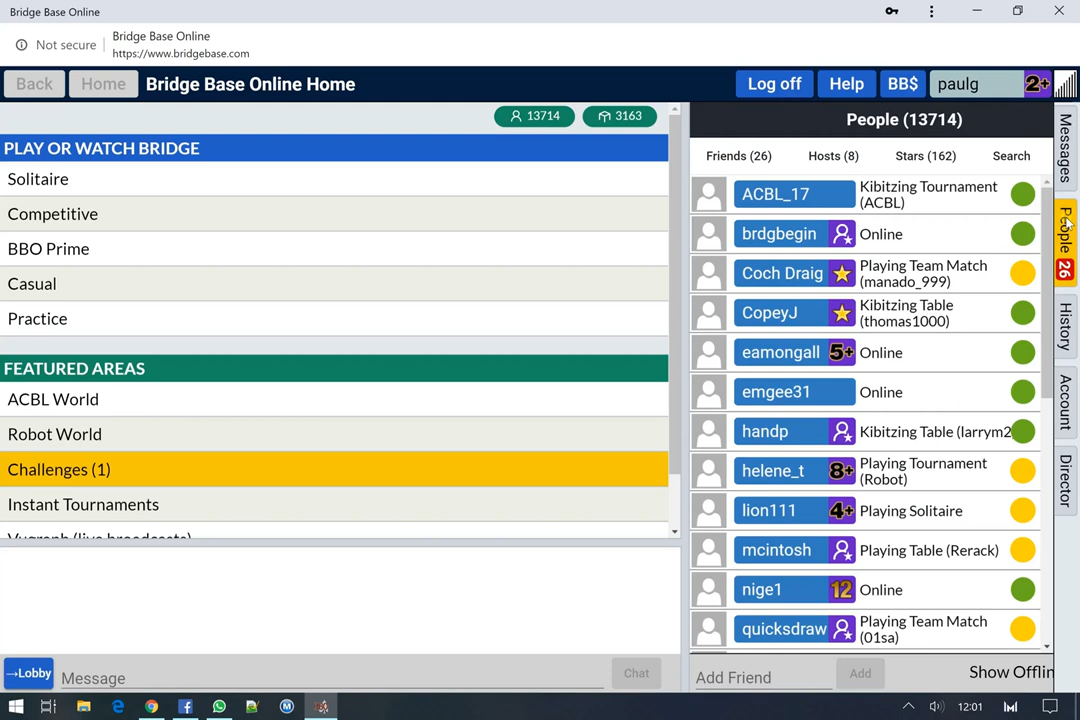 Bridge Base Online
Not secure
Bridge Base Online
https://www.bridgebase.com
Back
Home
Bridge Base Online Home
Log off
Help
BB$
paulg
2+
13714
3163
PLAY OR WATCH BRIDGE
Solitaire
Competitive
BBO Prime
Casual
Practice
FEATURED AREAS
ACBL World
Robot World
Challenges (1)
Instant Tournaments
Vugraph (live broadcasts)
→Lobby
Message
Chat
People (13714)
Friends (26)
Hosts (8)
Stars (162)
Search
ACBL_17
Kibitzing Tournament
(ACBL)
brdgbegin
Online
Coch Draig
Playing Team Match
(manado_999)
CopeyJ
Kibitzing Table
(thomas1000)
eamongall
5+
Online
emgee31
Online
handp
Kibitzing Table (larrym2
helene_t
8+
Playing Tournament
(Robot)
lion111
4+
Playing Solitaire
mcintosh
Playing Table (Rerack)
nige1
12
Online
quicksdraw
Playing Team Match
(01sa)
Add Friend
Add
Show Offlin
Messages
People
26
History
Account
Director
12:01